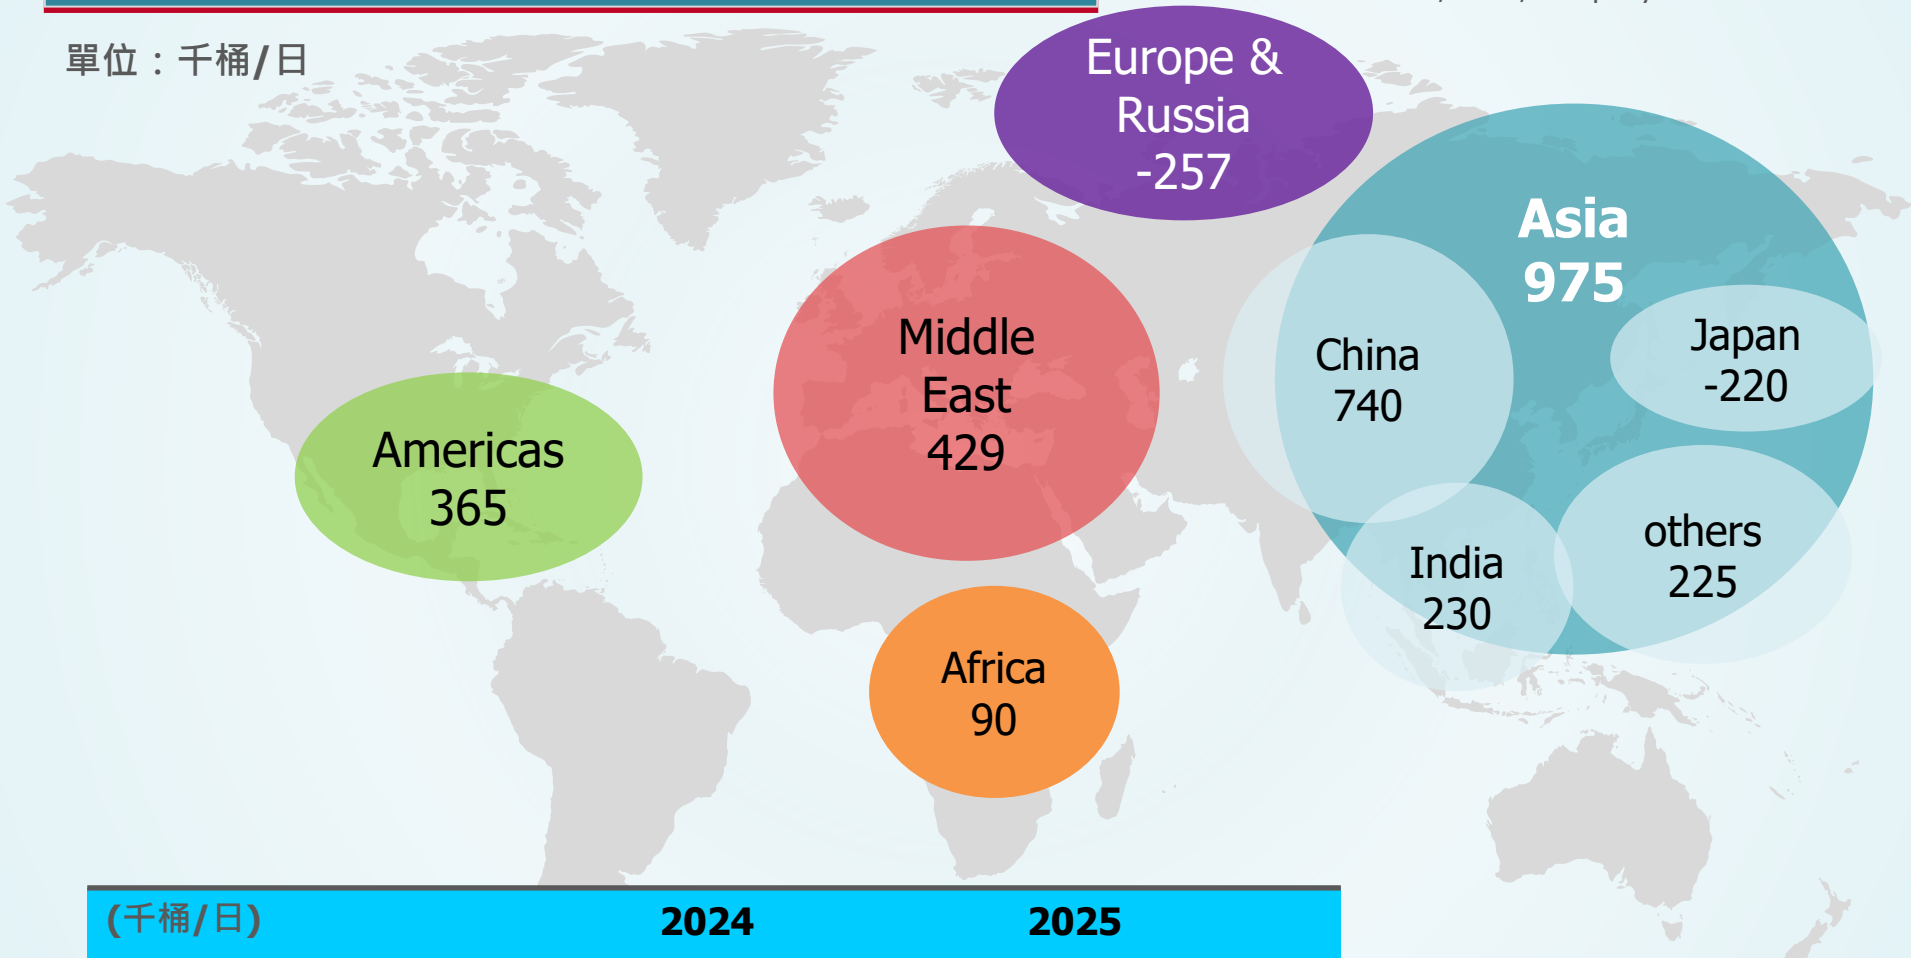 單位：千桶/日
Europe &
Russia
-257
Asia
975
Middle
East
429
China
740
Japan
-220
Americas
365
India
230
others
225
Africa
90
(千桶/日) 2024 2025